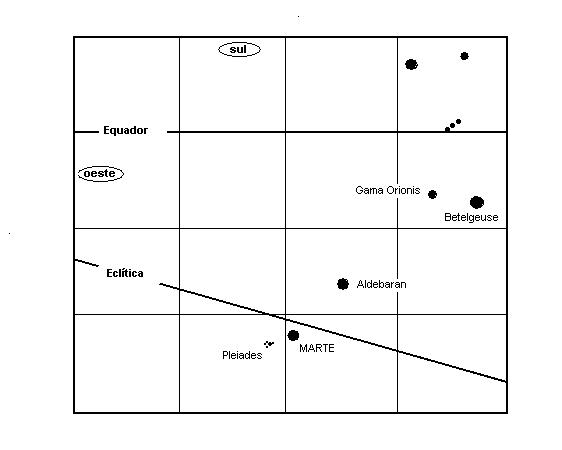 sul
Equador
oeste
Gama Orionis
Betelgeuse
Eclítica
Aldebaran
MARTE
Pleiades